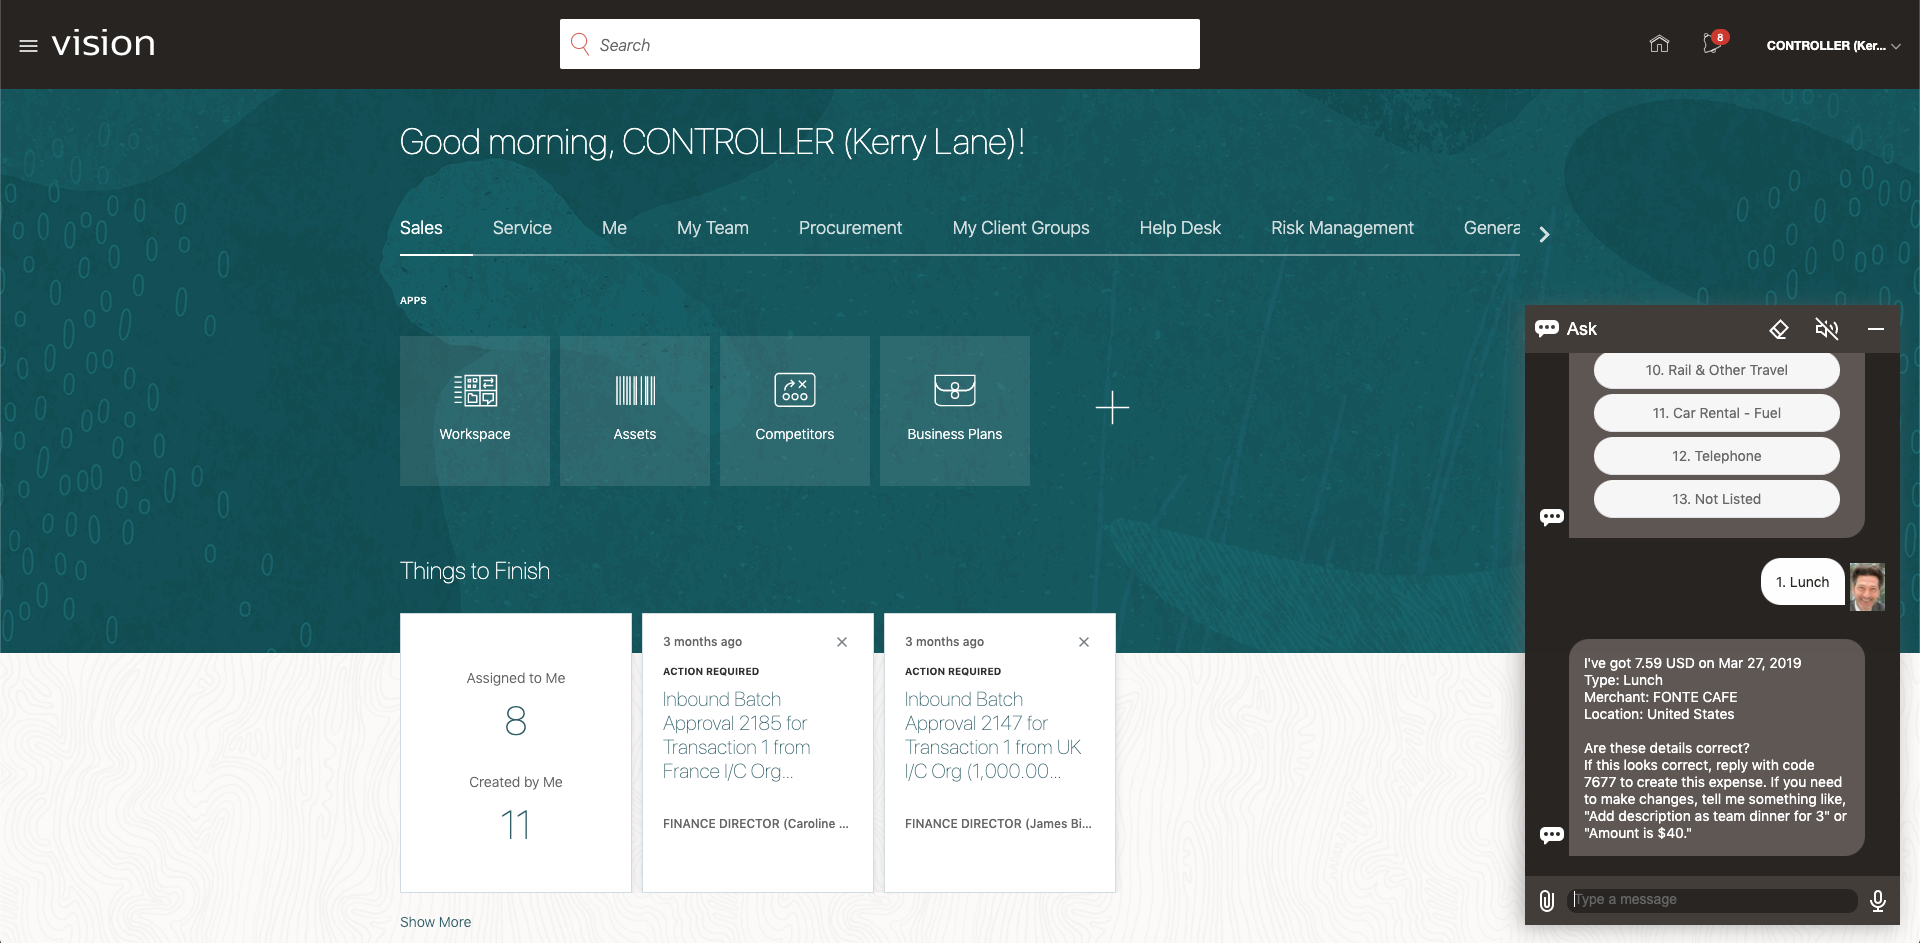 vision
Search
8
CONTROLLER (Ker...
Good morning, CONTROLLER (Kerry Lane)!
Sales
Service
Me
My Team
Procurement
My Client Groups
Help Desk
Risk Management
Genera
APPS
Workspace
Assets
Competitors
Business Plans
Things to Finish
Assigned to Me
8
Created by Me
11
3 months ago
ACTION REQUIRED
Inbound Batch
Approval 2185 for
Transaction 1 from
France I/C Org...
FINANCE DIRECTOR (Caroline ...
3 months ago
ACTION REQUIRED
Inbound Batch
Approval 2147 for
Transaction 1 from UK
I/C Org (1,000.00...
FINANCE DIRECTOR (James Bi...
Show More
Ask
10. Rail & Other Travel
11. Car Rental - Fuel
12. Telephone
13. Not Listed
1. Lunch
I've got 7.59 USD on Mar 27, 2019
Type: Lunch
Merchant: FONTE CAFE
Location: United States
Are these details correct?
If this looks correct, reply with code
7677 to create this expense. If you need
to make changes, tell me something like,
"Add description as team dinner for 3" or
"Amount is $40."
Type a message